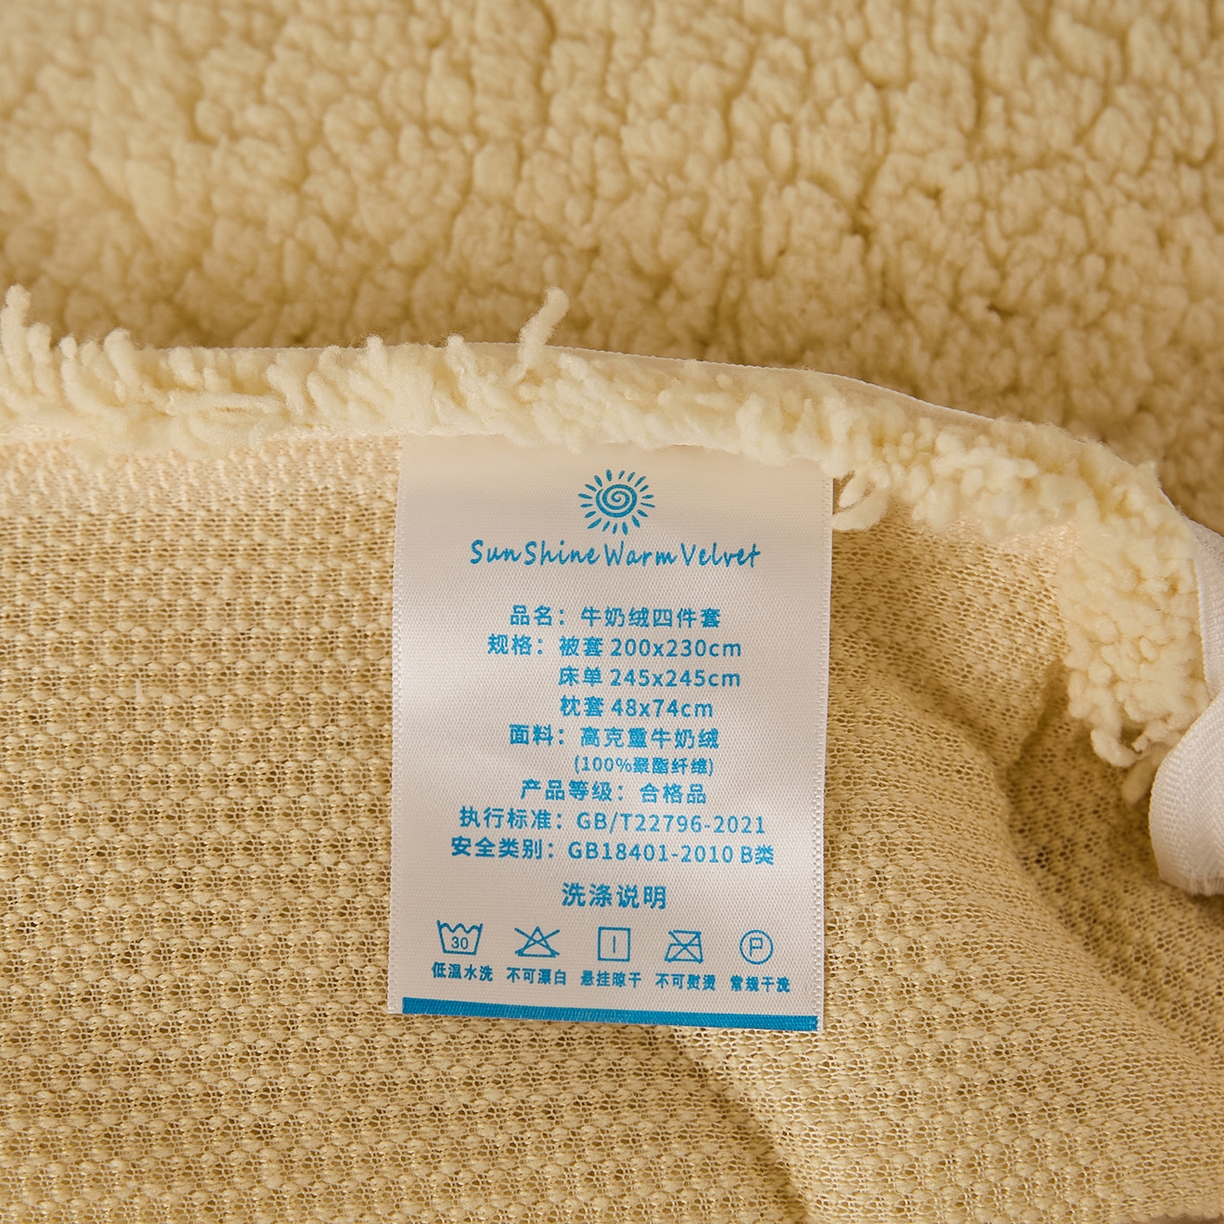 SunShineWarmVelvet
品名：牛奶绒四件套
规格：被套 200x230cm
床单 245x245cm
枕套 48x74cm
面料：高克重牛奶绒
(100%聚酯纤维)
产品等级：合格品
执行标准：GB/T22796-2021
安全类别：GB18401-2010 B类
洗涤说明
30 P
低温水洗 不可漂白 悬挂晾干 不可熨烫 常规干洗